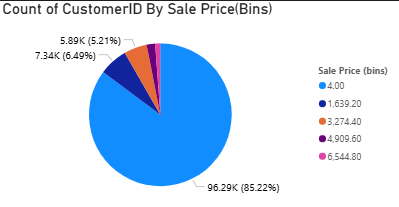 Count of CustomerID By Sale Price(Bins)
5.89K (5.21%)
7.34K (6.49%)
Sale Price (bins)
4.00
1,639.20
3,274.40
4,909.60
6,544.80
96.29K (85.22%)